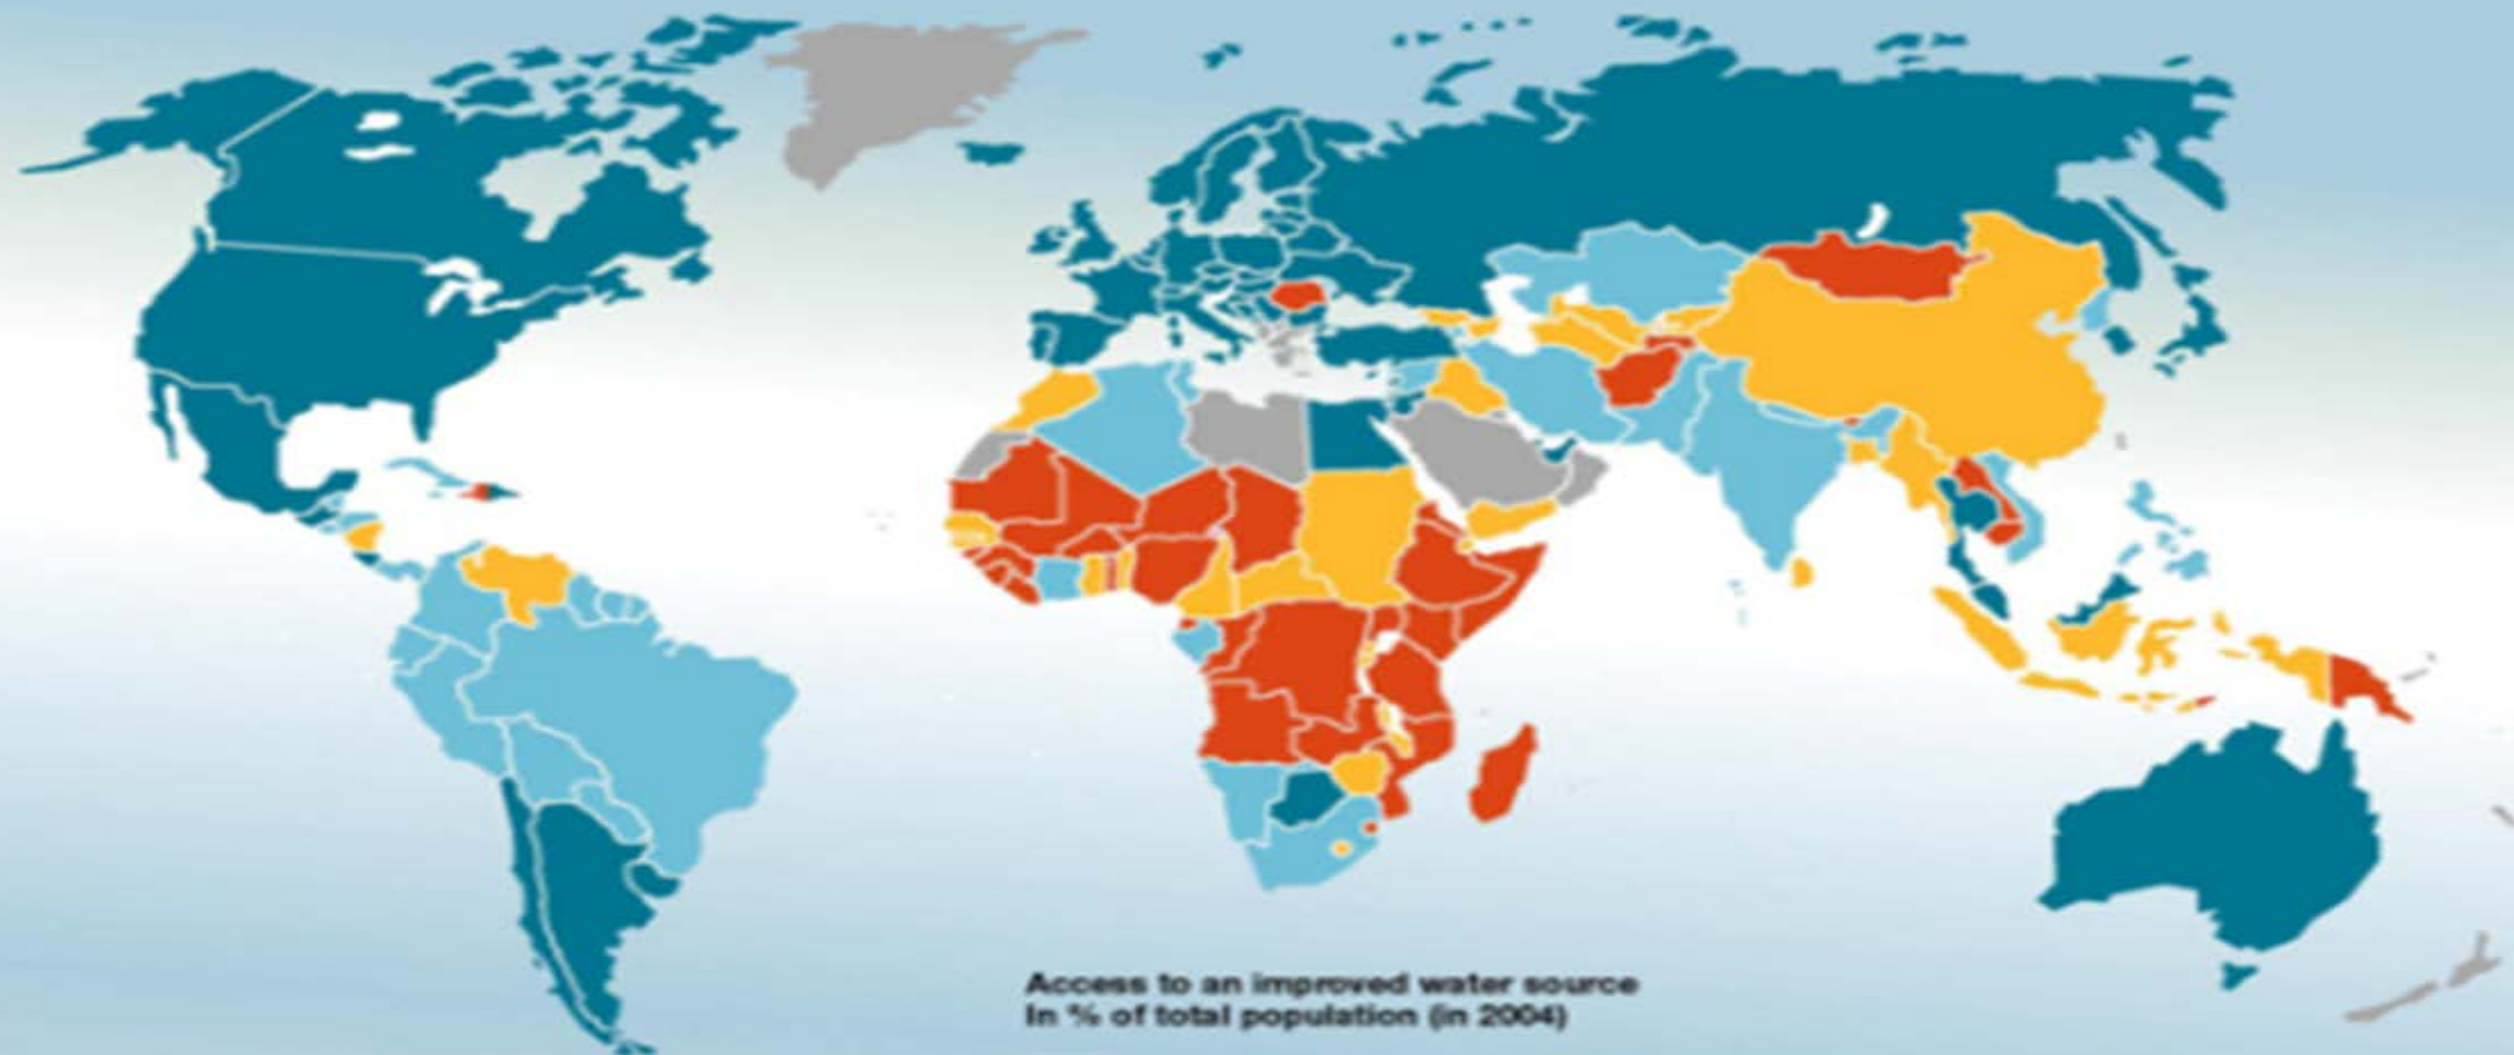 Access to an improved water source
In % of total population (in 2004)